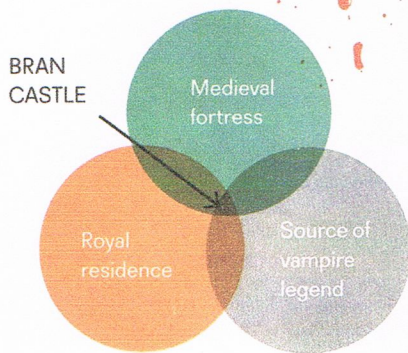 BRAN
CASTLE
Medieval
fortress
Royal
residence
Source of
vampire
legend